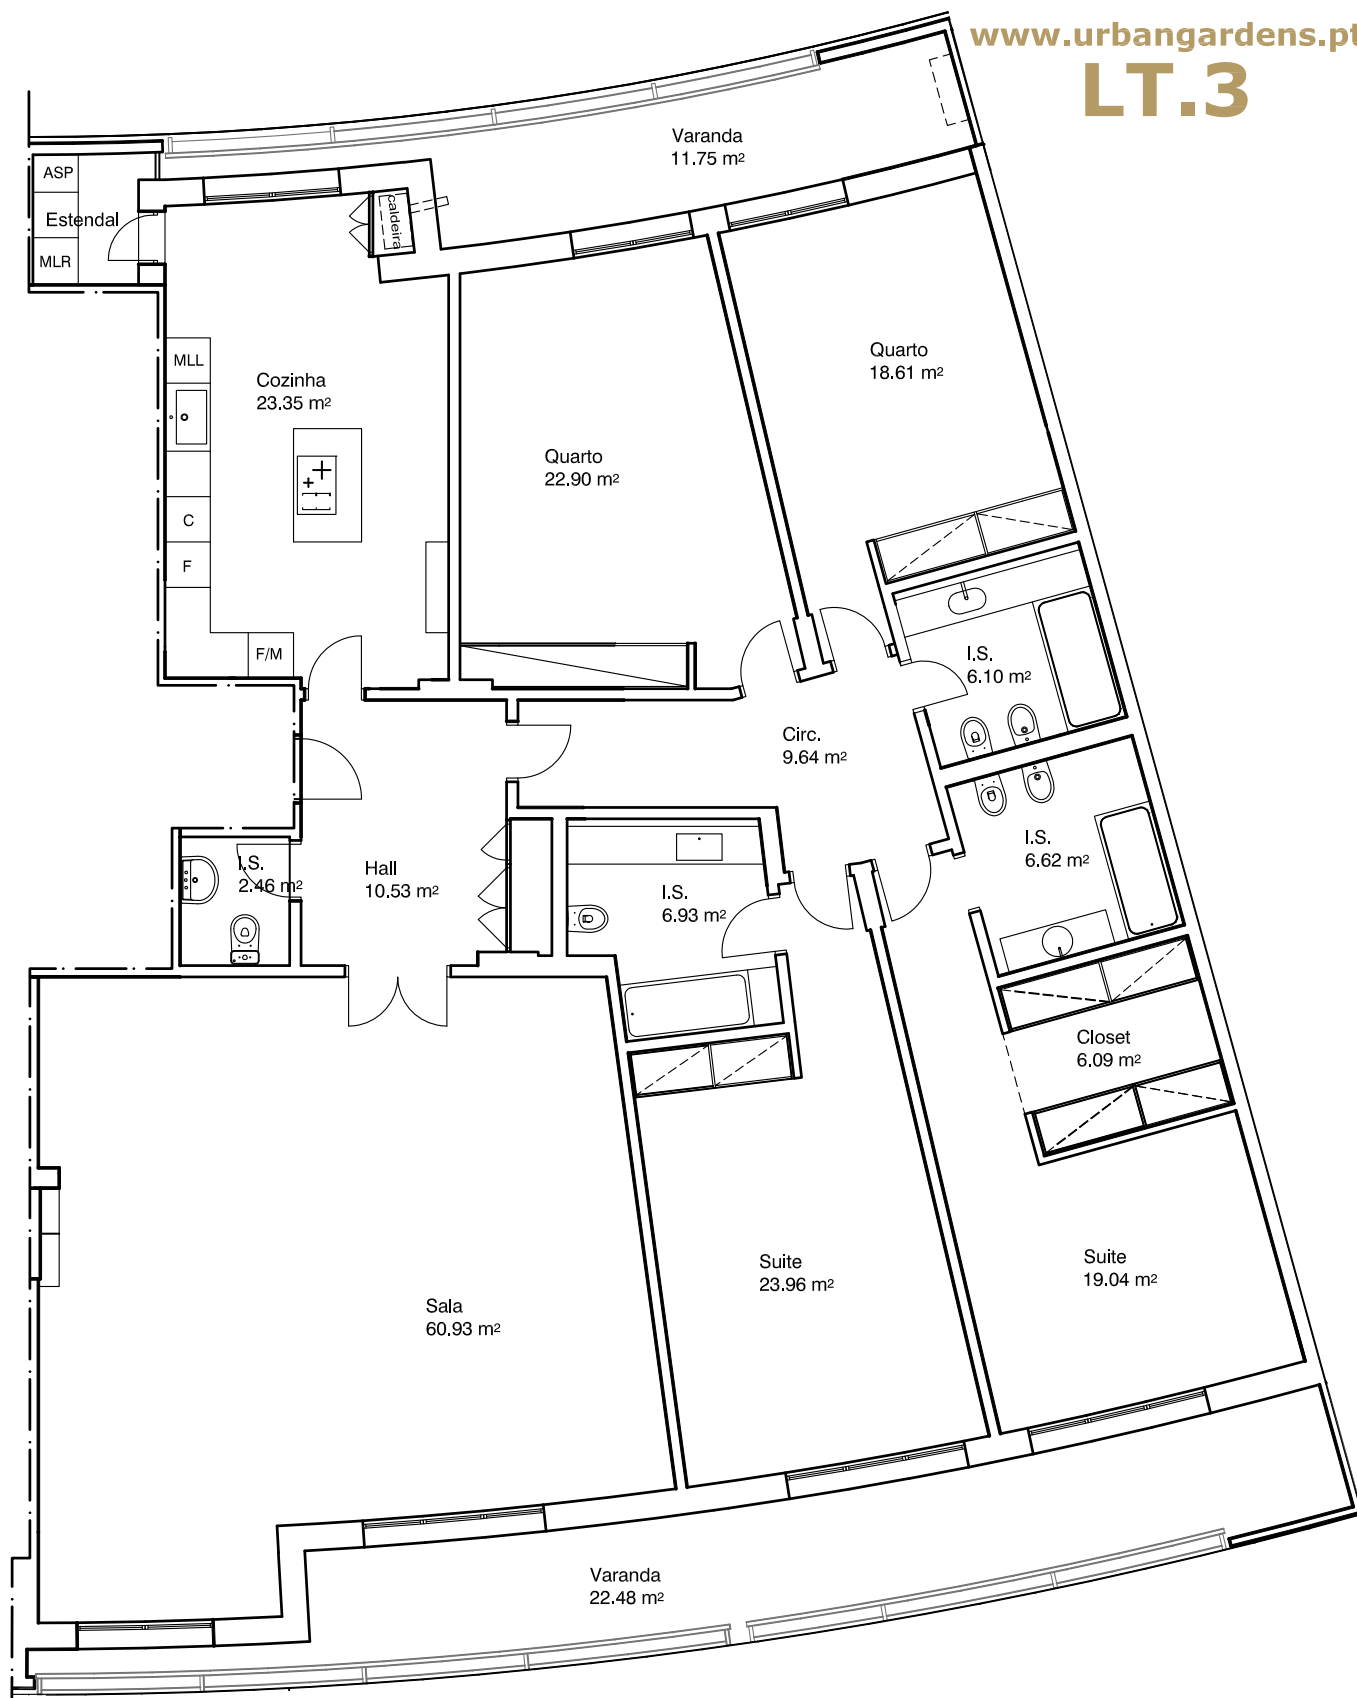 www.urbangardens.pt
LT.3
Varanda
11.75 m²
ASP
Estendal
MLR
caldeira
MLL
Cozinha
23.35 m²
Quarto
18.61 m²
Quarto
22.90 m²
C
F
F/M
I.S.
6.10 m²
Circ.
9.64 m²
I.S.
6.62 m²
I.S.
2.46 m²
Hall
10.53 m²
I.S.
6.93 m²
Closet
6.09 m²
Suite
23.96 m²
Suite
19.04 m²
Sala
60.93 m²
Varanda
22.48 m²